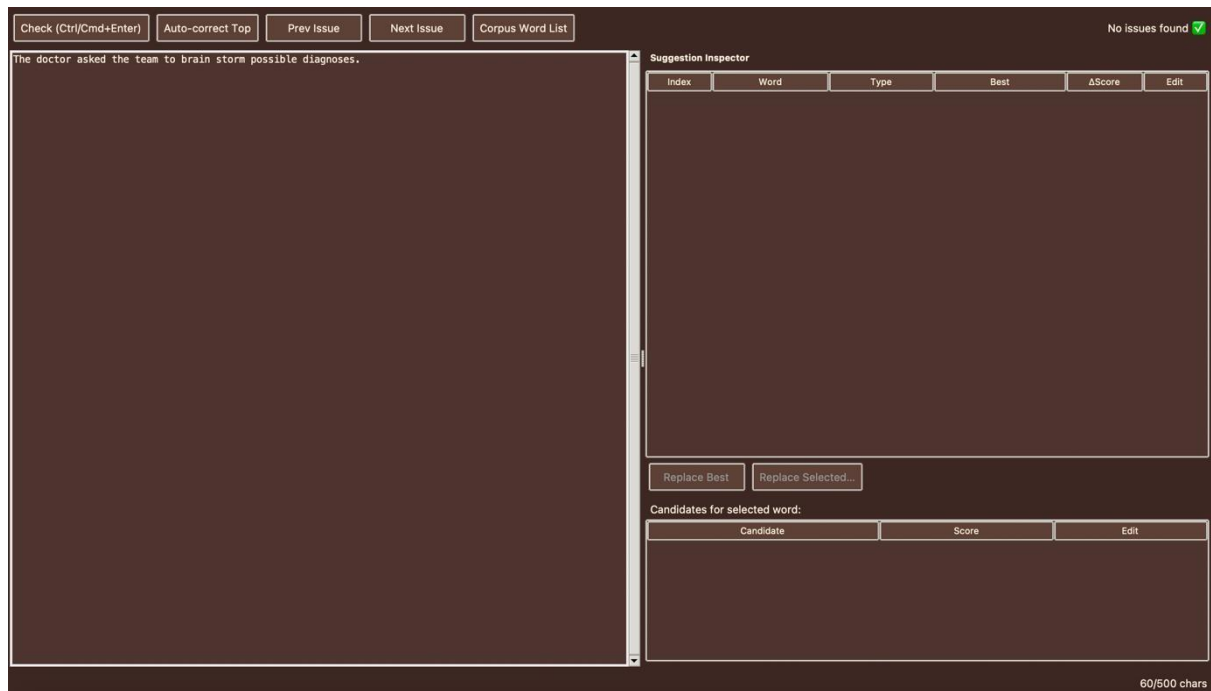 Check (Ctrl/Cmd+Enter) Auto-correct Top Prev Issue Next Issue Corpus Word List No issues found ✅
The doctor asked the team to brain storm possible diagnoses.
Suggestion Inspector
Index Word Type Best ΔScore Edit
Replace Best Replace Selected...
Candidates for selected word:
Candidate Score Edit
60/500 chars